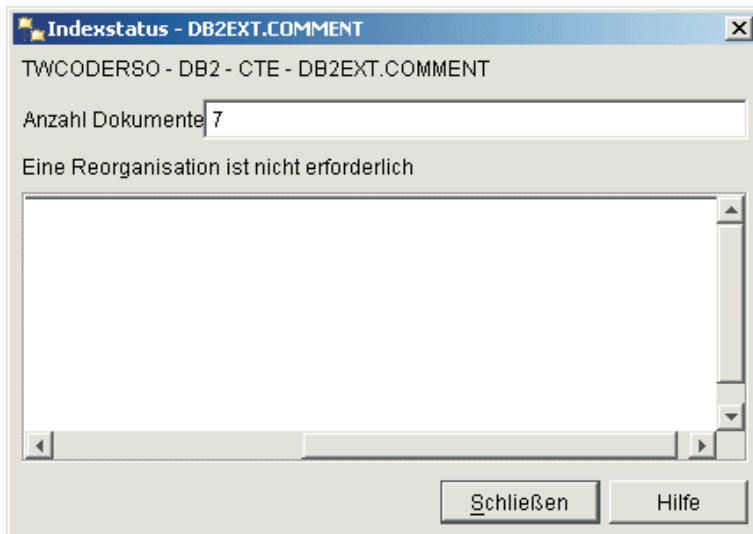 Indexstatus - DB2EXT.COMMENT
TWCODERSO - DB2 - CTE - DB2EXT.COMMENT
Anzahl Dokumente 7
Eine Reorganisation ist nicht erforderlich
Schließen Hilfe